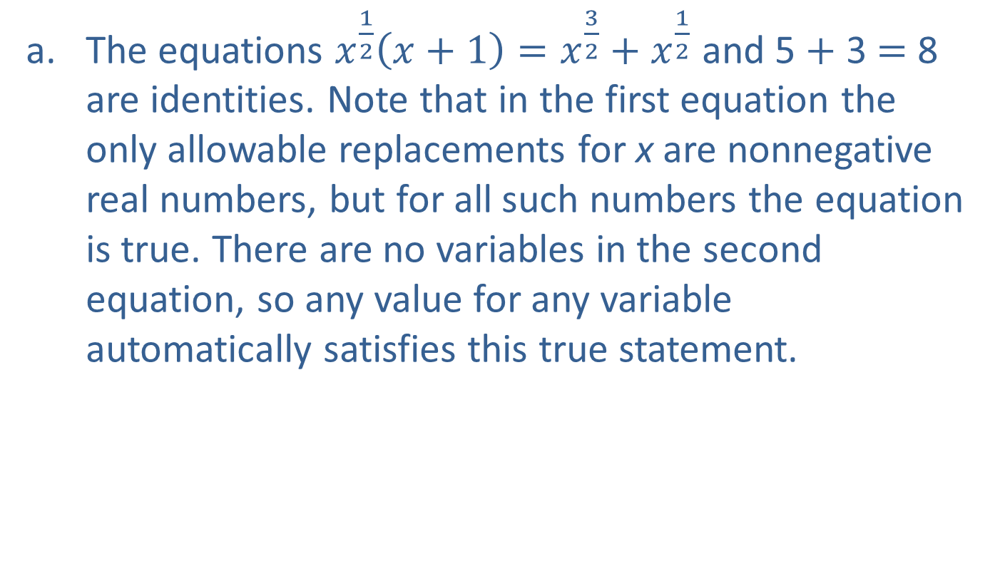 a. The equations $x^{\frac{1}{2}}(x + 1) = x^{\frac{3}{2}} + x^{\frac{1}{2}}$ and 5 + 3 = 8
are identities. Note that in the first equation the
only allowable replacements for x are nonnegative
real numbers, but for all such numbers the equation
is true. There are no variables in the second
equation, so any value for any variable
automatically satisfies this true statement.